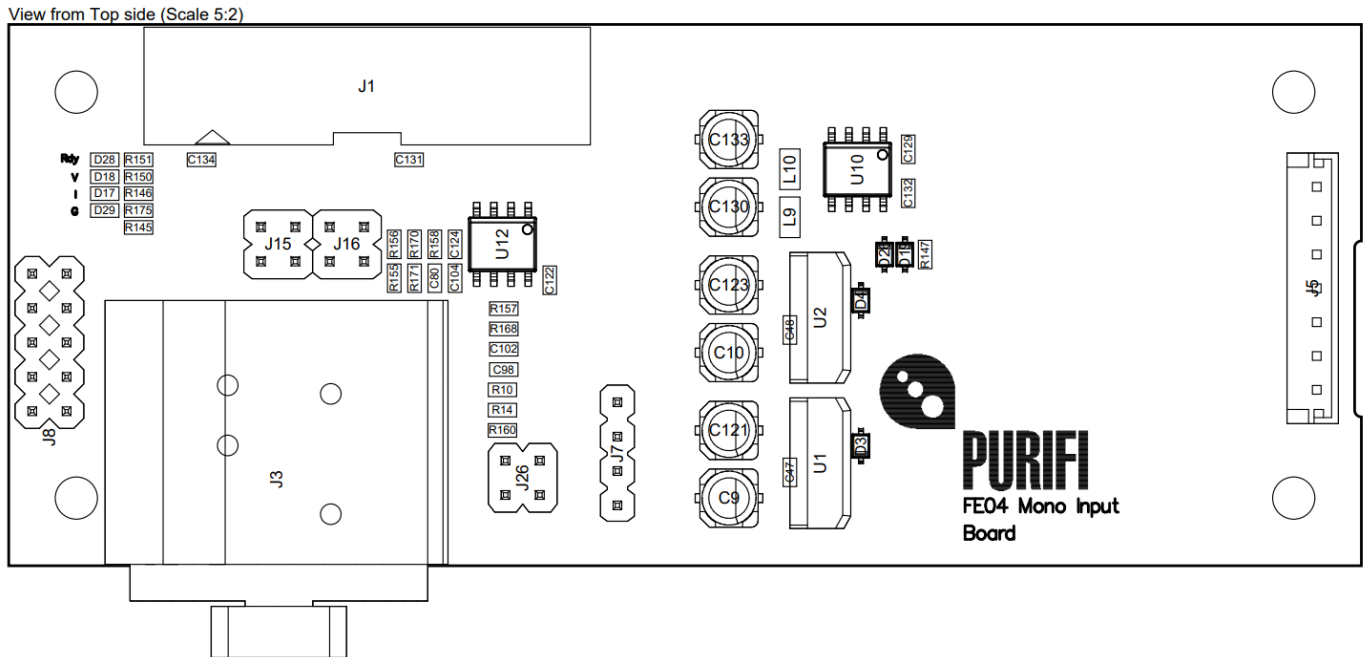 View from Top side (Scale 5:2)
J1
C133
U10
C129
Rdy D28 R151
C134
C131
L10
V D18 R150
I D17 R146
C132
G D29 R175
C130
L9
R145
J15
J16
R156
R170
R158
C124
U12
D19
R147
R155
R171
C80
C104
C122
C123
J5
D4
R157
U2
R168
C48
C102
C10
C98
R10
R14
R160
C121
J8
J7
D3
PURIFI
U1
J3
J26
C47
C9
FE04 Mono Input
Board